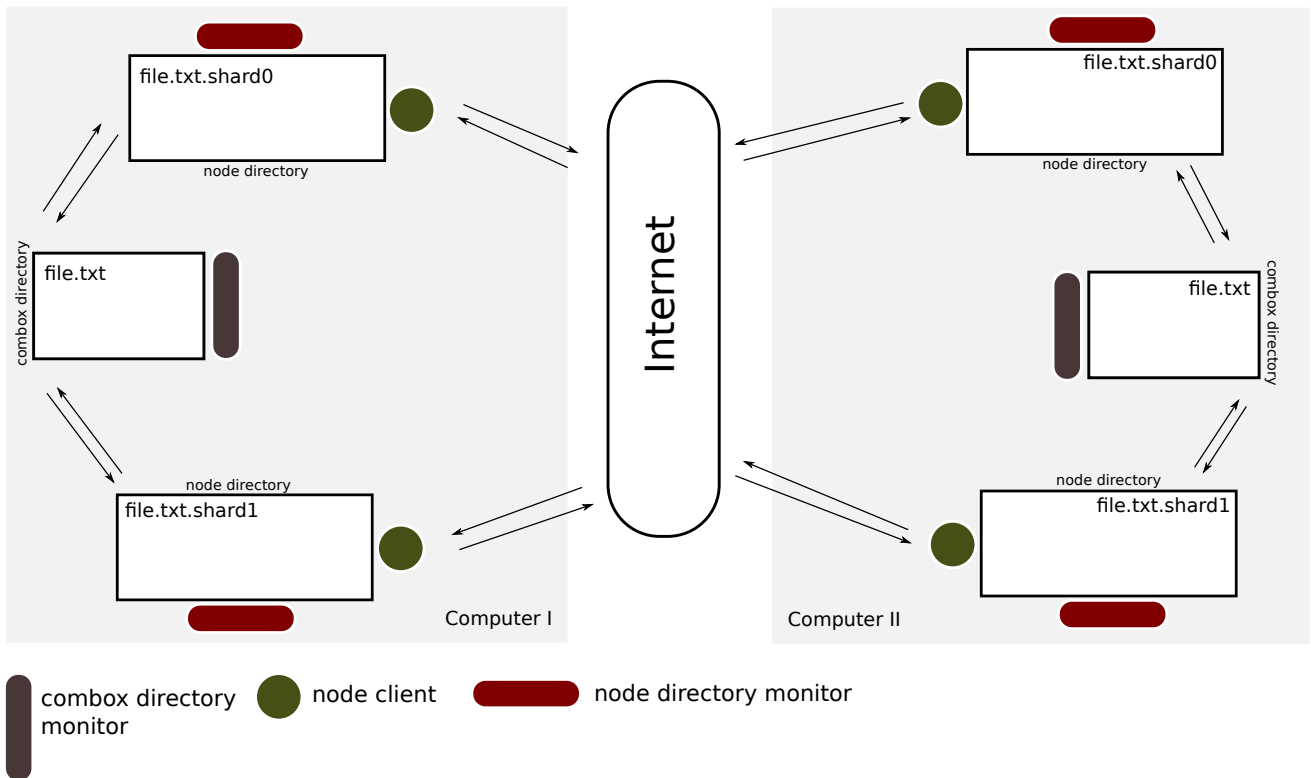 file.txt.shard0
node directory
combox directory
file.txt
node directory
file.txt.shard1
Computer I
Internet
file.txt.shard0
node directory
file.txt
combox directory
node directory
file.txt.shard1
Computer II
combox directory
monitor
node client
node directory monitor